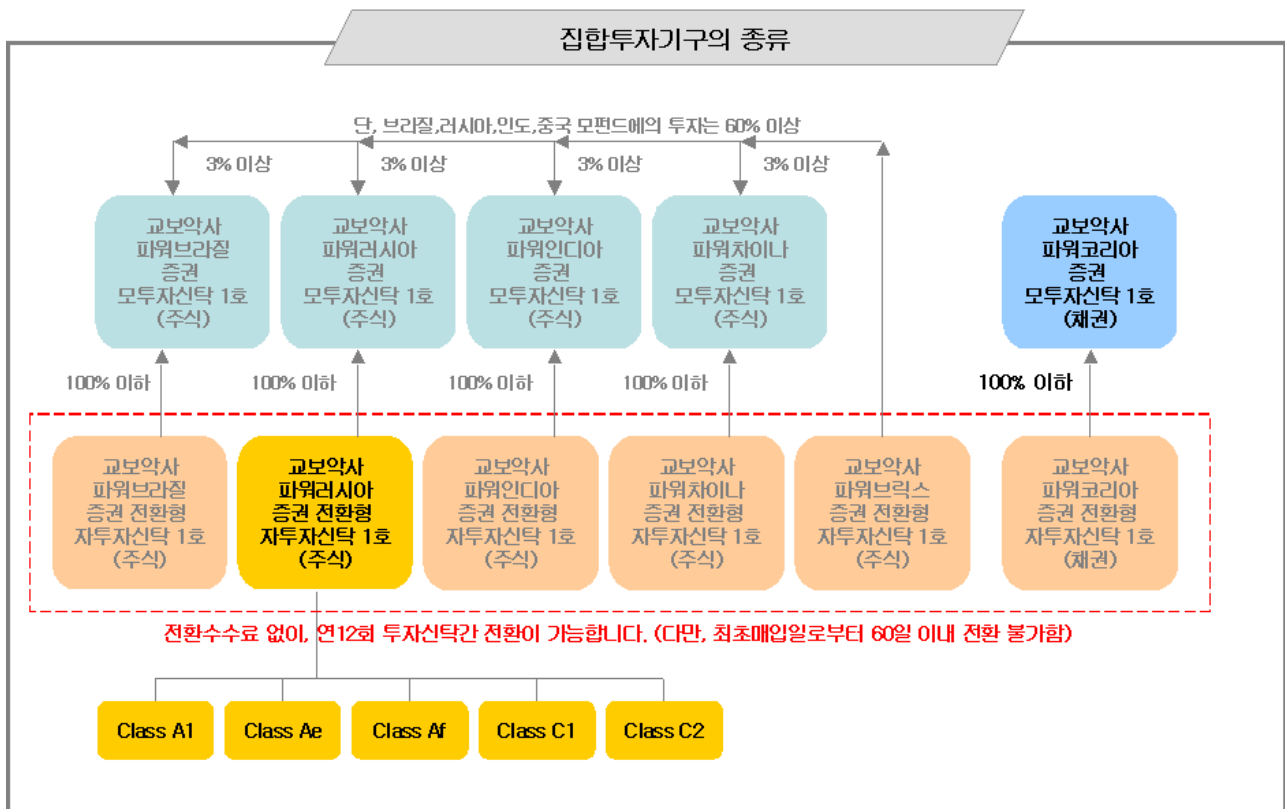 집합투자기구의 종류
단, 브라질,러시아,인도,중국 모펀드에의 투자는 60% 이상
3% 이상
3% 이상
3% 이상
3% 이상
교보악사
파워브라질
증권
모투자신탁 1호
(주식)
교보악사
파워러시아
증권
모투자신탁 1호
(주식)
교보악사
파워인디아
증권
모투자신탁 1호
(주식)
교보악사
파워차이나
증권
모투자신탁 1호
(주식)
교보악사
파워코리아
증권
모투자신탁 1호
(채권)
100% 이하
100% 이하
100% 이하
100% 이하
100% 이하
교보악사
파워브라질
증권 전환형
자투자신탁 1호
(주식)
교보악사
파워러시아
증권 전환형
자투자신탁 1호
(주식)
교보악사
파워인디아
증권 전환형
자투자신탁 1호
(주식)
교보악사
파워차이나
증권 전환형
자투자신탁 1호
(주식)
교보악사
파워브릭스
증권 전환형
자투자신탁 1호
(주식)
교보악사
파워코리아
증권 전환형
자투자신탁 1호
(채권)
전환수수료 없이, 연12회 투자신탁간 전환이 가능합니다. (다만, 최초매입일로부터 60일 이내 전환 불가함)
Class A1
Class Ae
Class Af
Class C1
Class C2